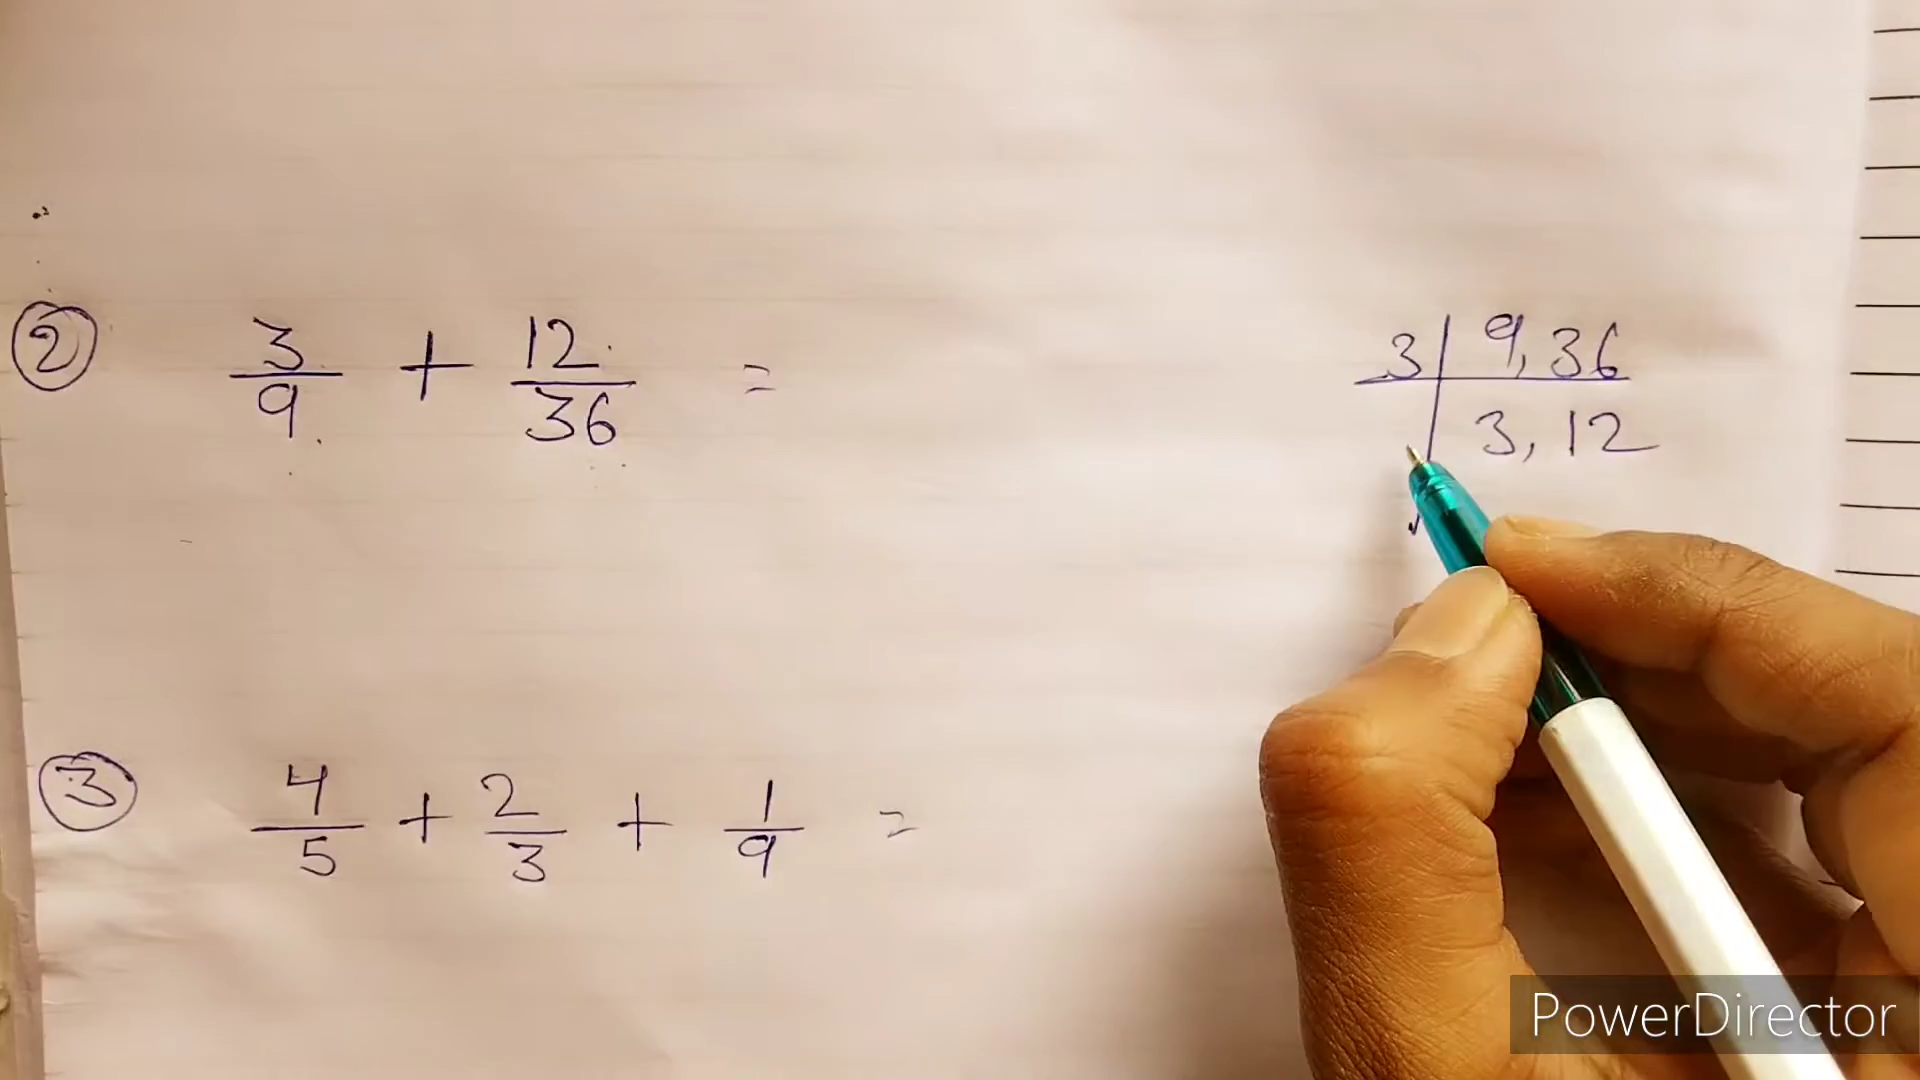 ② 3/9 + 12/36 =
3 | 9, 36
3, 12
③ 4/5 + 2/3 + 1/9 =
PowerDirector